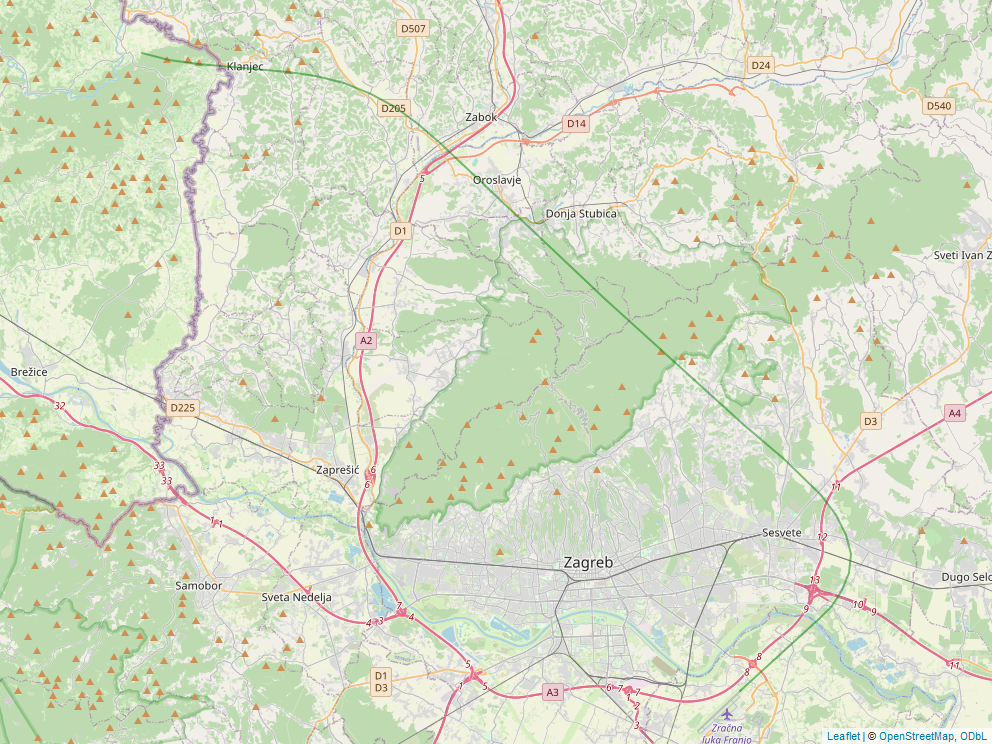 D507
Klanjec
D24
D205
D540
Zabok
D14
5
Oroslavje
Donja Stubica
D1
Sveti Ivan Z
A2
Brežice
32
D225
A4
D3
33
Zaprešić
6
33
6
11
1
1
12
Sesvete
Zagreb
13
Dugo Selo
Samobor
Sveta Nedelja
7
4
10
9
9
4
3
5
8
11
D1
D3
8
1
5
A3
6
7
7
1
2
3
Zračna
luka Franjo
Leaflet | © OpenStreetMap, ODbL